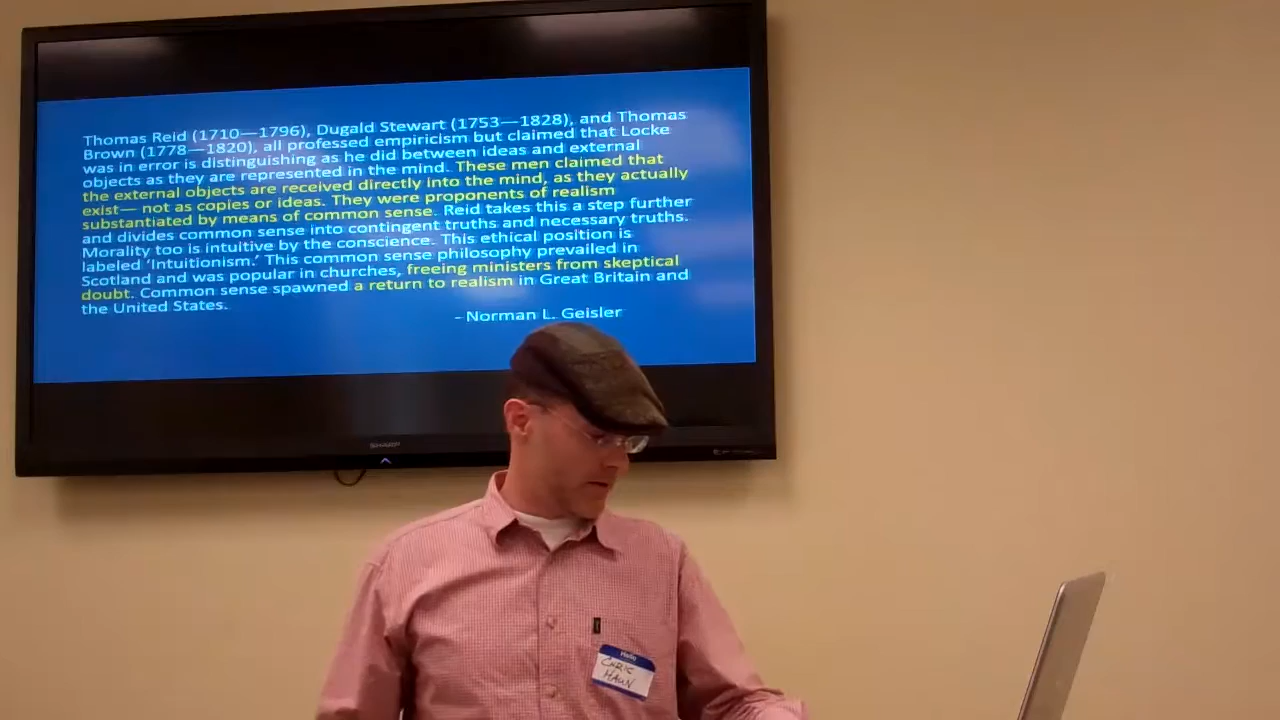 Thomas Reid (1710—1796), Dugald Stewart (1753—1828), and Thomas
Brown (1778—1820), all professed empiricism but claimed that Locke
was in error is distinguishing as he did between ideas and external
objects as they are represented in the mind. These men claimed that
the external objects are received directly into the mind, as they actually
exist— not as copies or ideas. They were proponents of realism
substantiated by means of common sense. Reid takes this a step further
and divides common sense into contingent truths and necessary truths.
Morality too is intuitive by the conscience. This ethical position is
labeled 'Intuitionism.' This common sense philosophy prevailed in
Scotland and was popular in churches, freeing ministers from skeptical
doubt. Common sense spawned a return to realism in Great Britain and
the United States.
- Norman L. Geisler
SHARP
Hello
HAUN